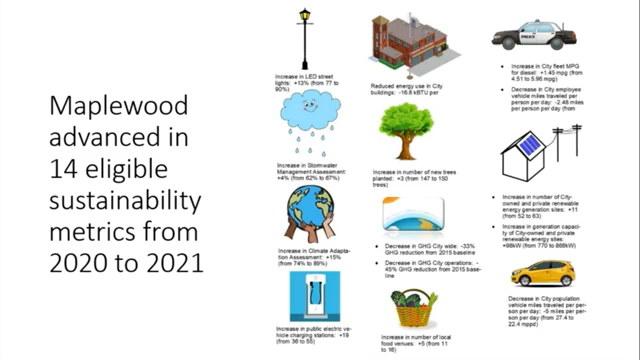 Maplewood
advanced in
14 eligible
sustainability
metrics from
2020 to 2021
Increase in LED street
lights: +13% (from 77 to
90%)
Increase in Stormwater
Management Assessment:
+4% (from 62% to 67%)
Increase in Climate Adapta-
tion Assessment: +15%
(from 74% to 89%)
Increase in public electric ve-
hicle charging stations: +19
(from 36 to 55)
Reduced energy use in City
buildings: -16.8 kBTU per
Increase in number of new trees
planted: +3 (from 147 to 150
trees)
• Decrease in GHG City wide: -33%
GHG reduction from 2015 baseline
• Decrease in GHG City operations: -
45% GHG reduction from 2015 base-
line
Increase in number of local
food venues: +5 (from 11
to 16)
POLICE
• Increase in City fleet MPG
for diesel: +1.45 mpg (from
4.51 to 5.96 mpg)
• Decrease in City employee
vehicle miles traveled per
person per day: -2.46 miles
per person per day (from
• Increase in number of City-
owned and private renewable
energy generation sites: +11
(from 52 to 63)
• Increase in generation capaci-
ty of City-owned and private
renewable energy sites:
+98kW (from 770 to 868kW)
Decrease in City population
vehicle miles traveled per per-
son per day: -5 miles per per-
son per day (from 27.4 to
22.4 mppd)